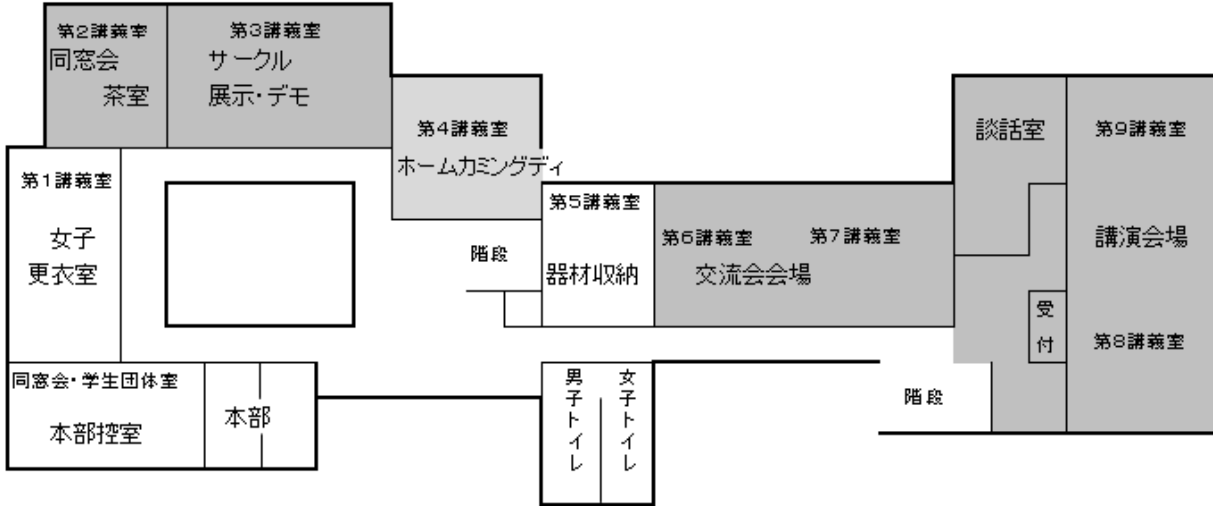 第2講義室
同窓会
茶室
第3講義室
サークル
展示・デモ
第4講義室
ホームカミングディ
第1講義室
女子
更衣室
階段
第5講義室
器材収納
第6講義室
第7講義室
交流会会場
談話室
第9講義室
講演会場
第8講義室
受付
階段
同窓会・学生団体室
本部控室
本部
男子トイレ
女子トイレ